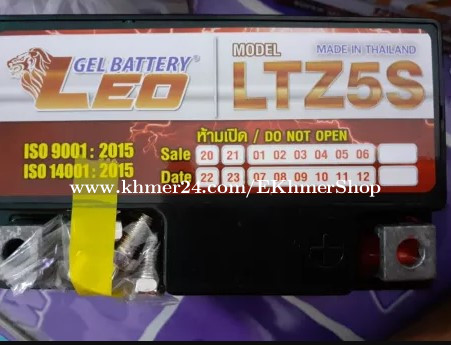 GEL BATTERY®
LEO
MODEL
LTZ5S
MADE IN THAILAND
ISO 9001 : 2015
ISO 14001 : 2015
ห้ามเปิด / DO NOT OPEN
Sale 20 21 01 02 03 04 05 06
Date 22 23 07 08 09 10 11 12
www.khmer24.com/EKhmerShop